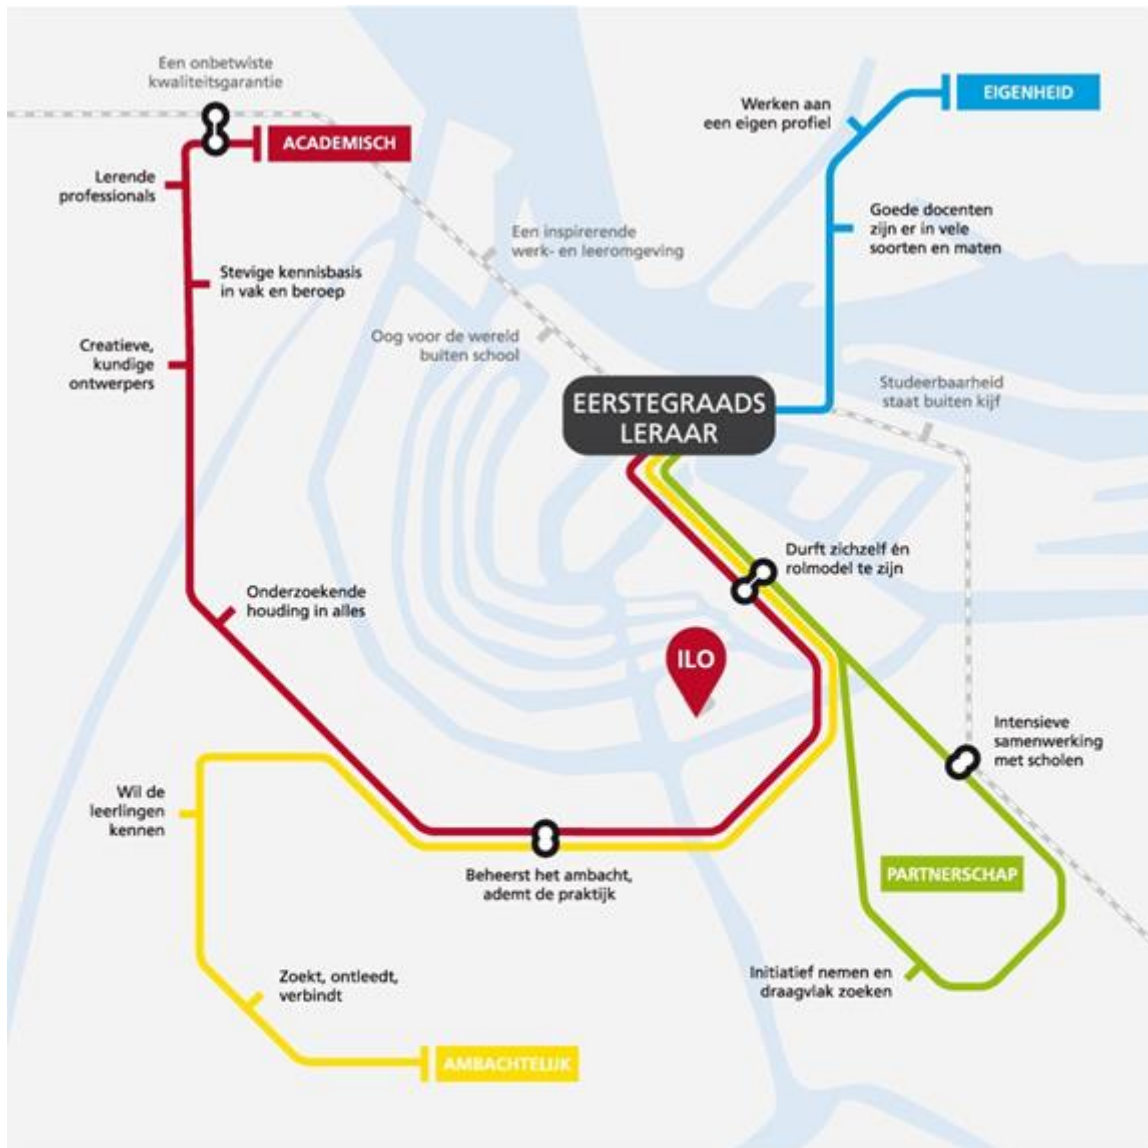 Een onbetwiste
kwaliteitsgarantie
ACADEMISCH
Lerende
professionals
Stevige kennisbasis
in vak en beroep
Creatieve,
kundige
ontwerpers
Een inspirerende
werk- en leeromgeving
Oog voor de wereld
buiten school
Werken aan
een eigen profiel
EIGENHEID
Goede docenten
zijn er in vele
soorten en maten
Studeerbaarheid
staat buiten kijf
EERSTEGRAADS
LERAAR
Durft zichzelf én
rolmodel te zijn
Onderzoekende
houding in alles
ILO
Intensieve
samenwerking
met scholen
Wil de
leerlingen
kennen
Beheerst het ambacht,
ademt de praktijk
PARTNERSCHAP
Initiatief nemen en
draagvlak zoeken
Zoekt, ontleedt,
verbindt
AMBACHTELIJK